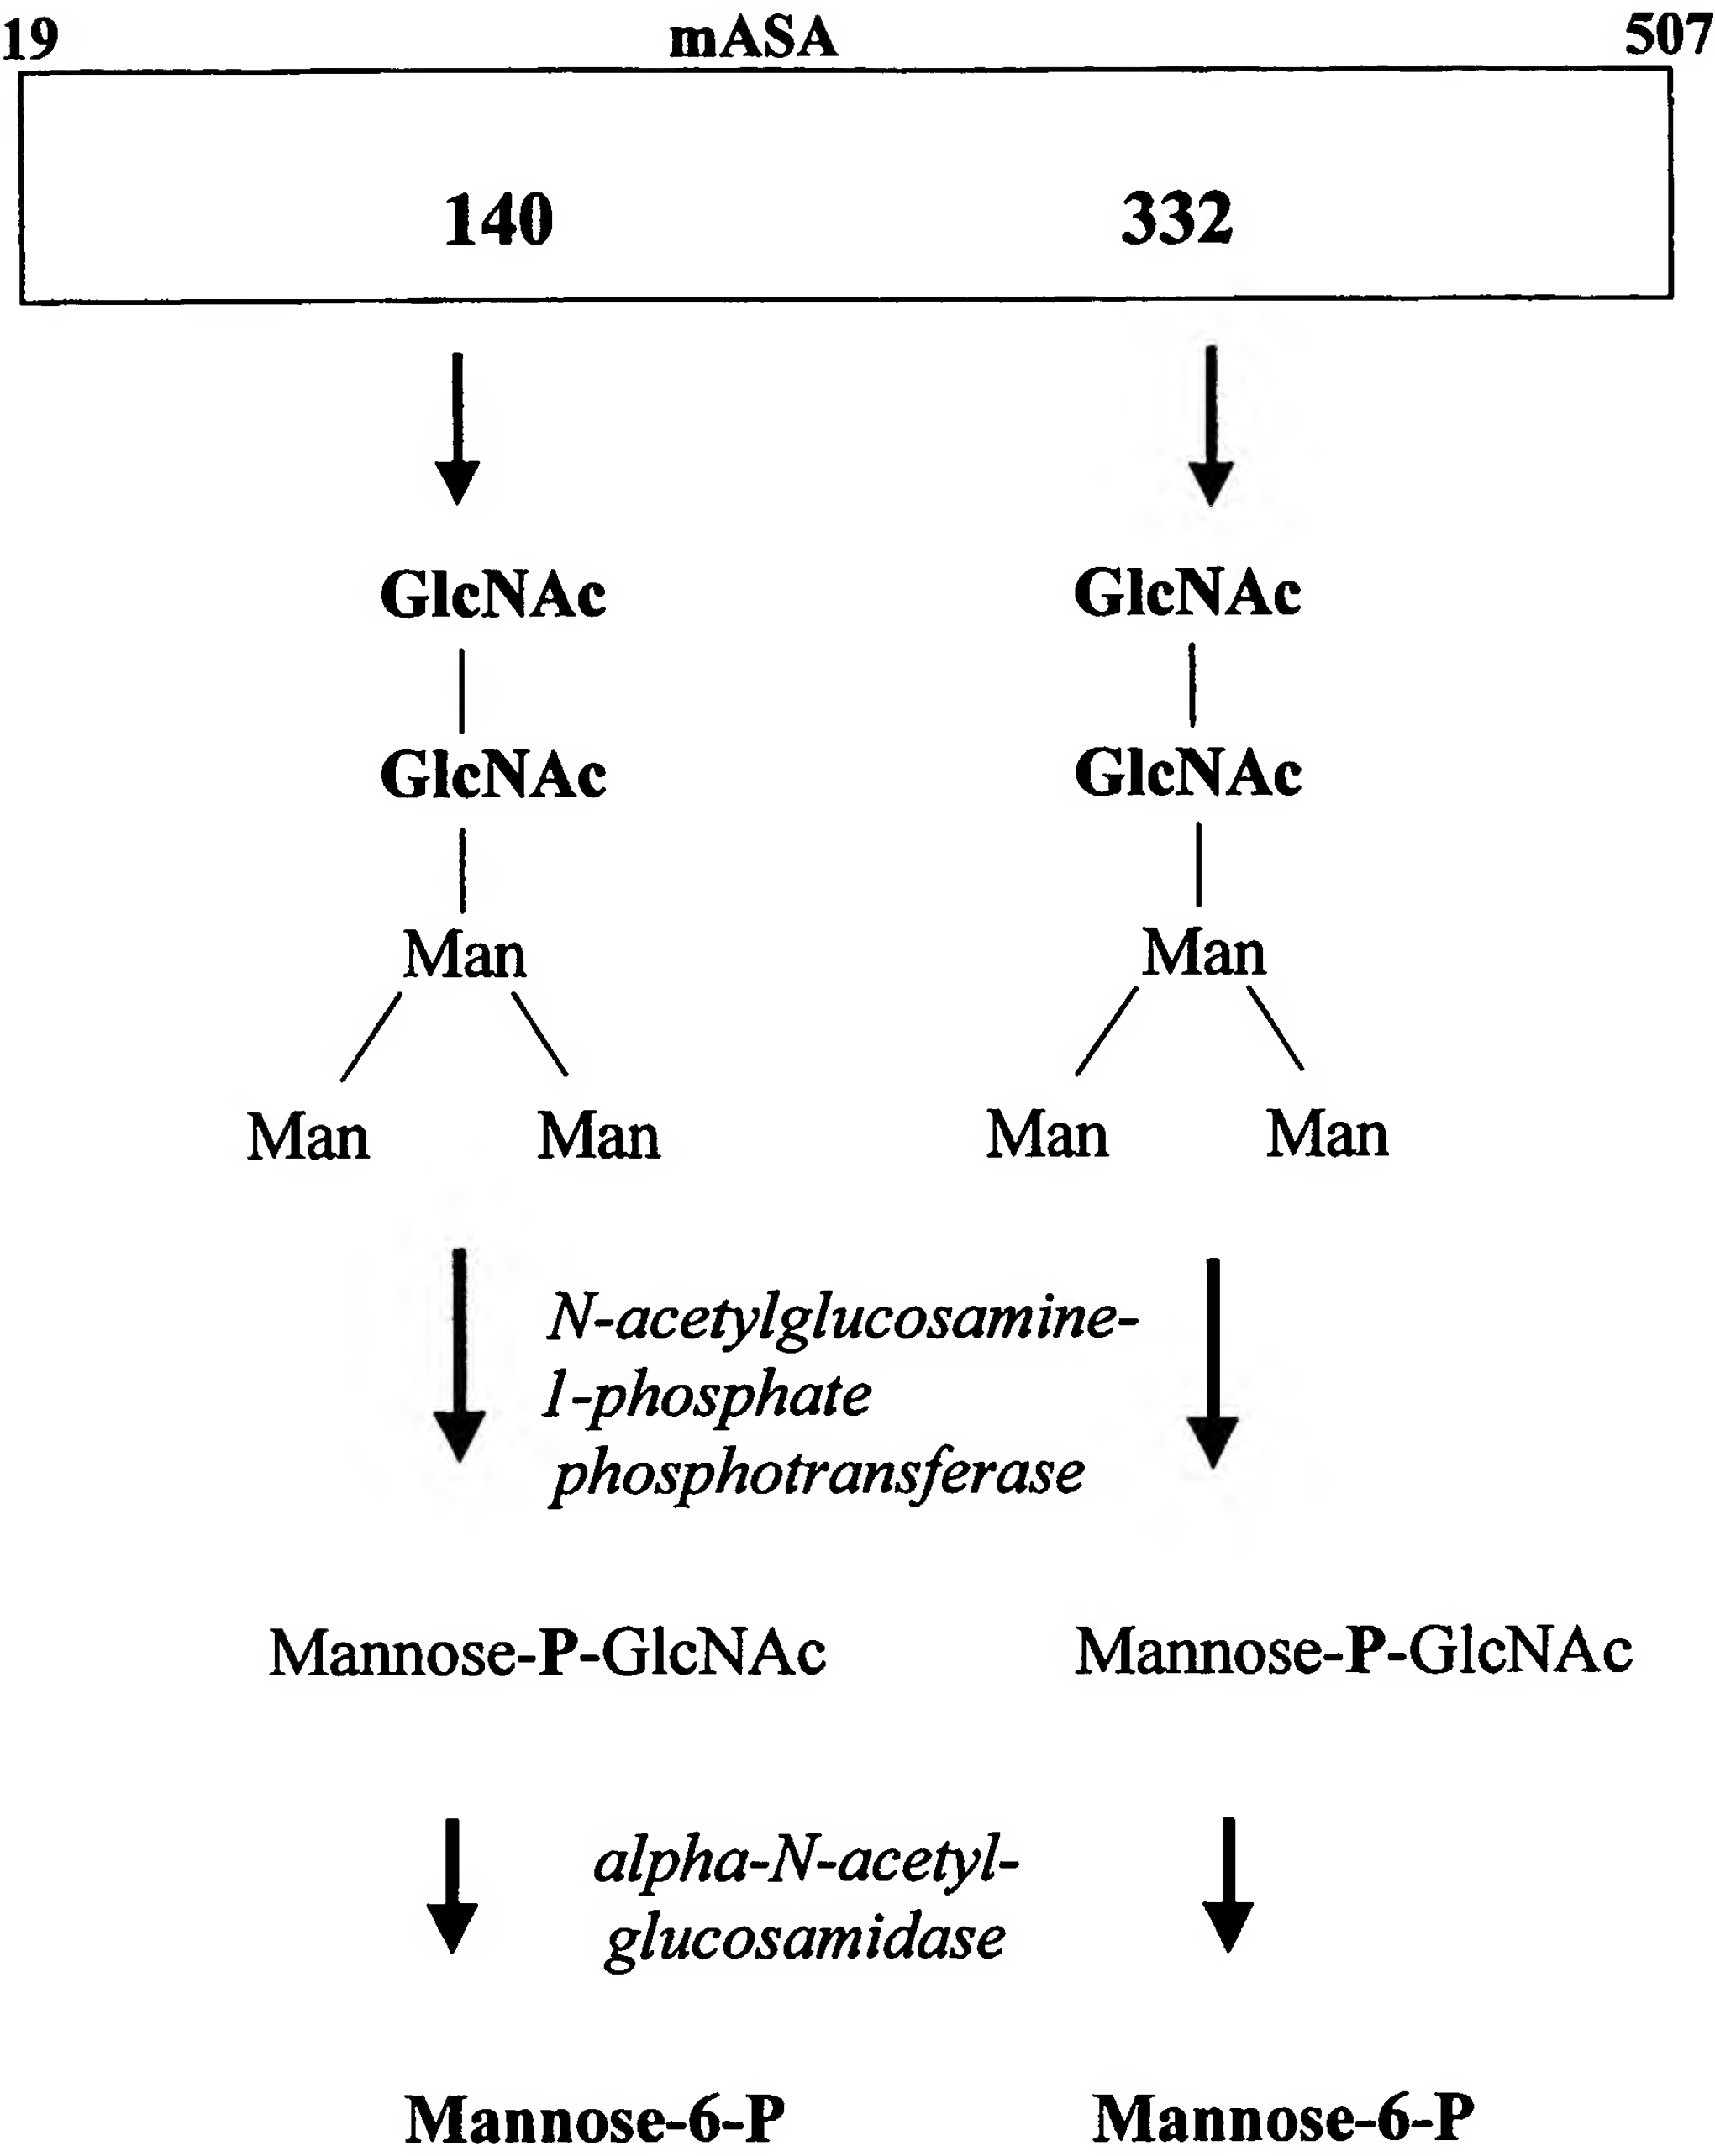 19 mASA 507
140 332
GlcNAc GlcNAc
GlcNAc GlcNAc
Man Man
Man Man Man Man
N-acetylglucosamine-
1-phosphate
phosphotransferase
Mannose-P-GlcNAc Mannose-P-GlcNAc
alpha-N-acetyl-
glucosamidase
Mannose-6-P Mannose-6-P